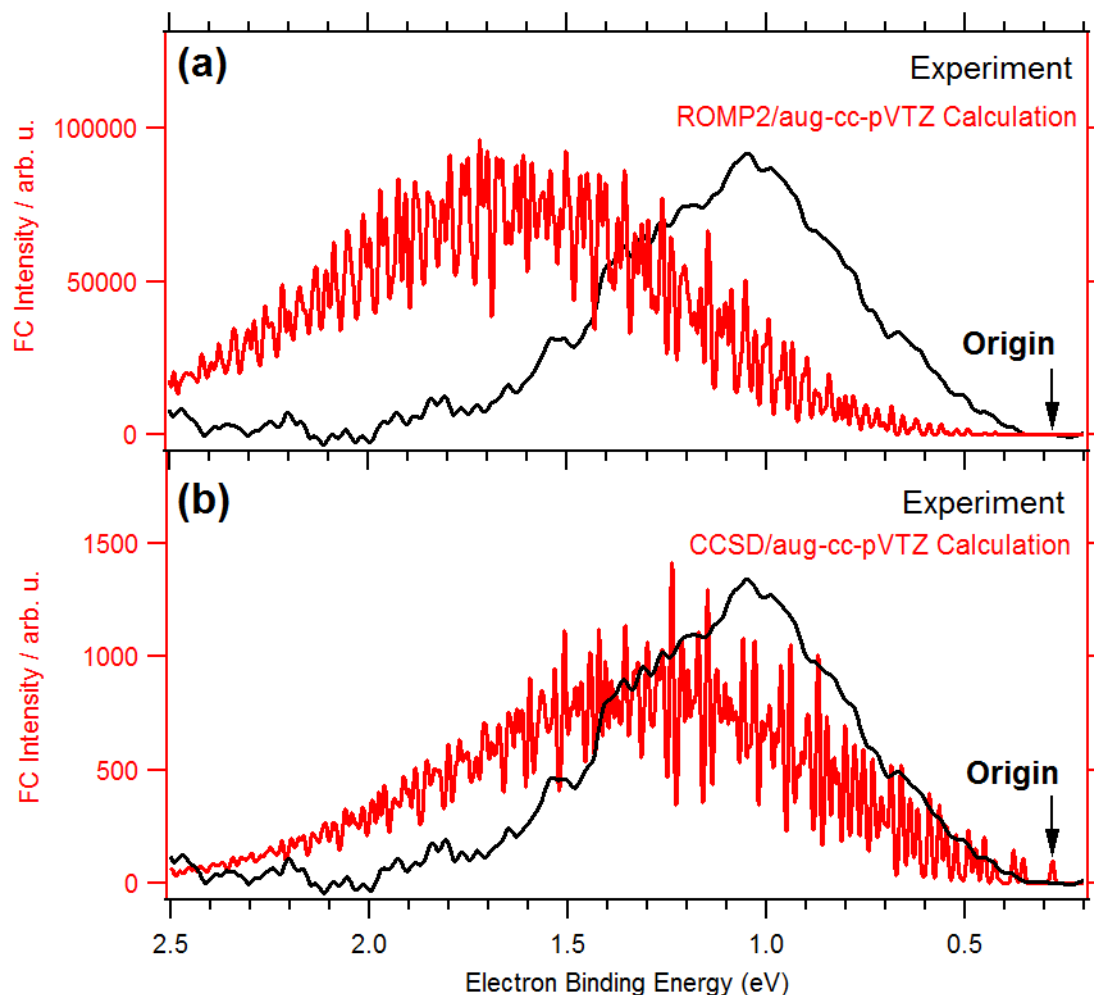 (a)
Experiment
ROMP2/aug-cc-pVTZ Calculation
FC Intensity / arb. u.
100000
50000
0
Origin
(b)
Experiment
CCSD/aug-cc-pVTZ Calculation
FC Intensity / arb. u.
1500
1000
500
0
Origin
2.5 2.0 1.5 1.0 0.5
Electron Binding Energy (eV)